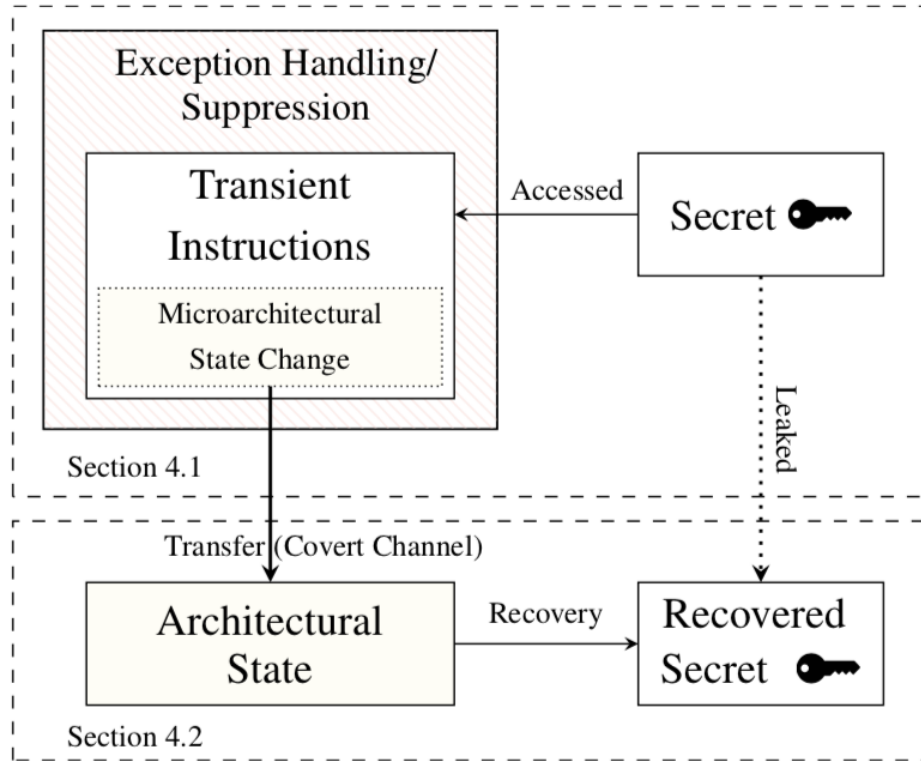 Exception Handling/
Suppression
Transient
Instructions
Microarchitectural
State Change
Accessed
Secret
Leaked
Section 4.1
Transfer (Covert Channel)
Architectural
State
Recovery
Recovered
Secret
Section 4.2